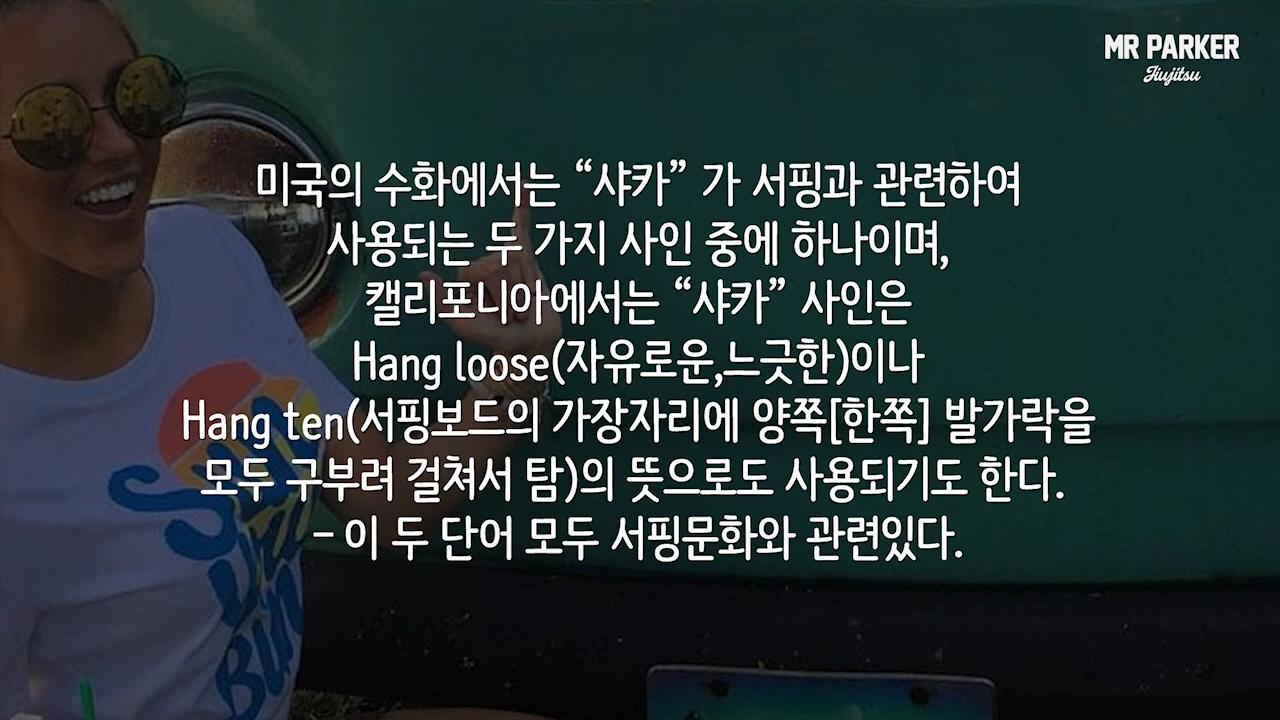 MR PARKER
Jiujitsu
미국의 수화에서는 “샤카” 가 서핑과 관련하여
사용되는 두 가지 사인 중에 하나이며,
캘리포니아에서는 “샤카” 사인은
Hang loose(자유로운,느긋한)이나
Hang ten(서핑보드의 가장자리에 양쪽[한쪽] 발가락을
모두 구부려 걸쳐서 탐)의 뜻으로도 사용되기도 한다.
- 이 두 단어 모두 서핑문화와 관련있다.